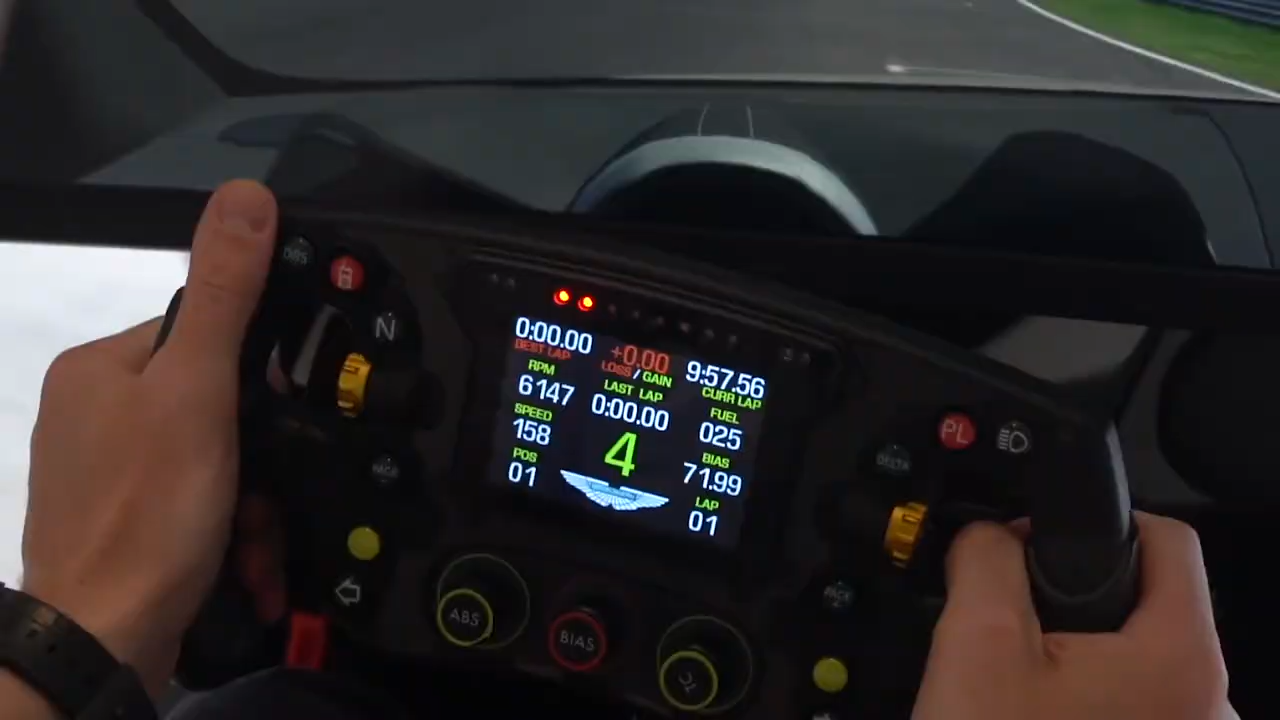 DRS
N
0:00.00
BEST LAP
+0.00
LOSS / GAIN
9:57.56
CURR LAP
RPM
6147
LAST LAP
0:00.00
FUEL
025
SPEED
158
4
BIAS
71.99
POS
01
LAP
01
PL
DELTA
ABS
BIAS
TC